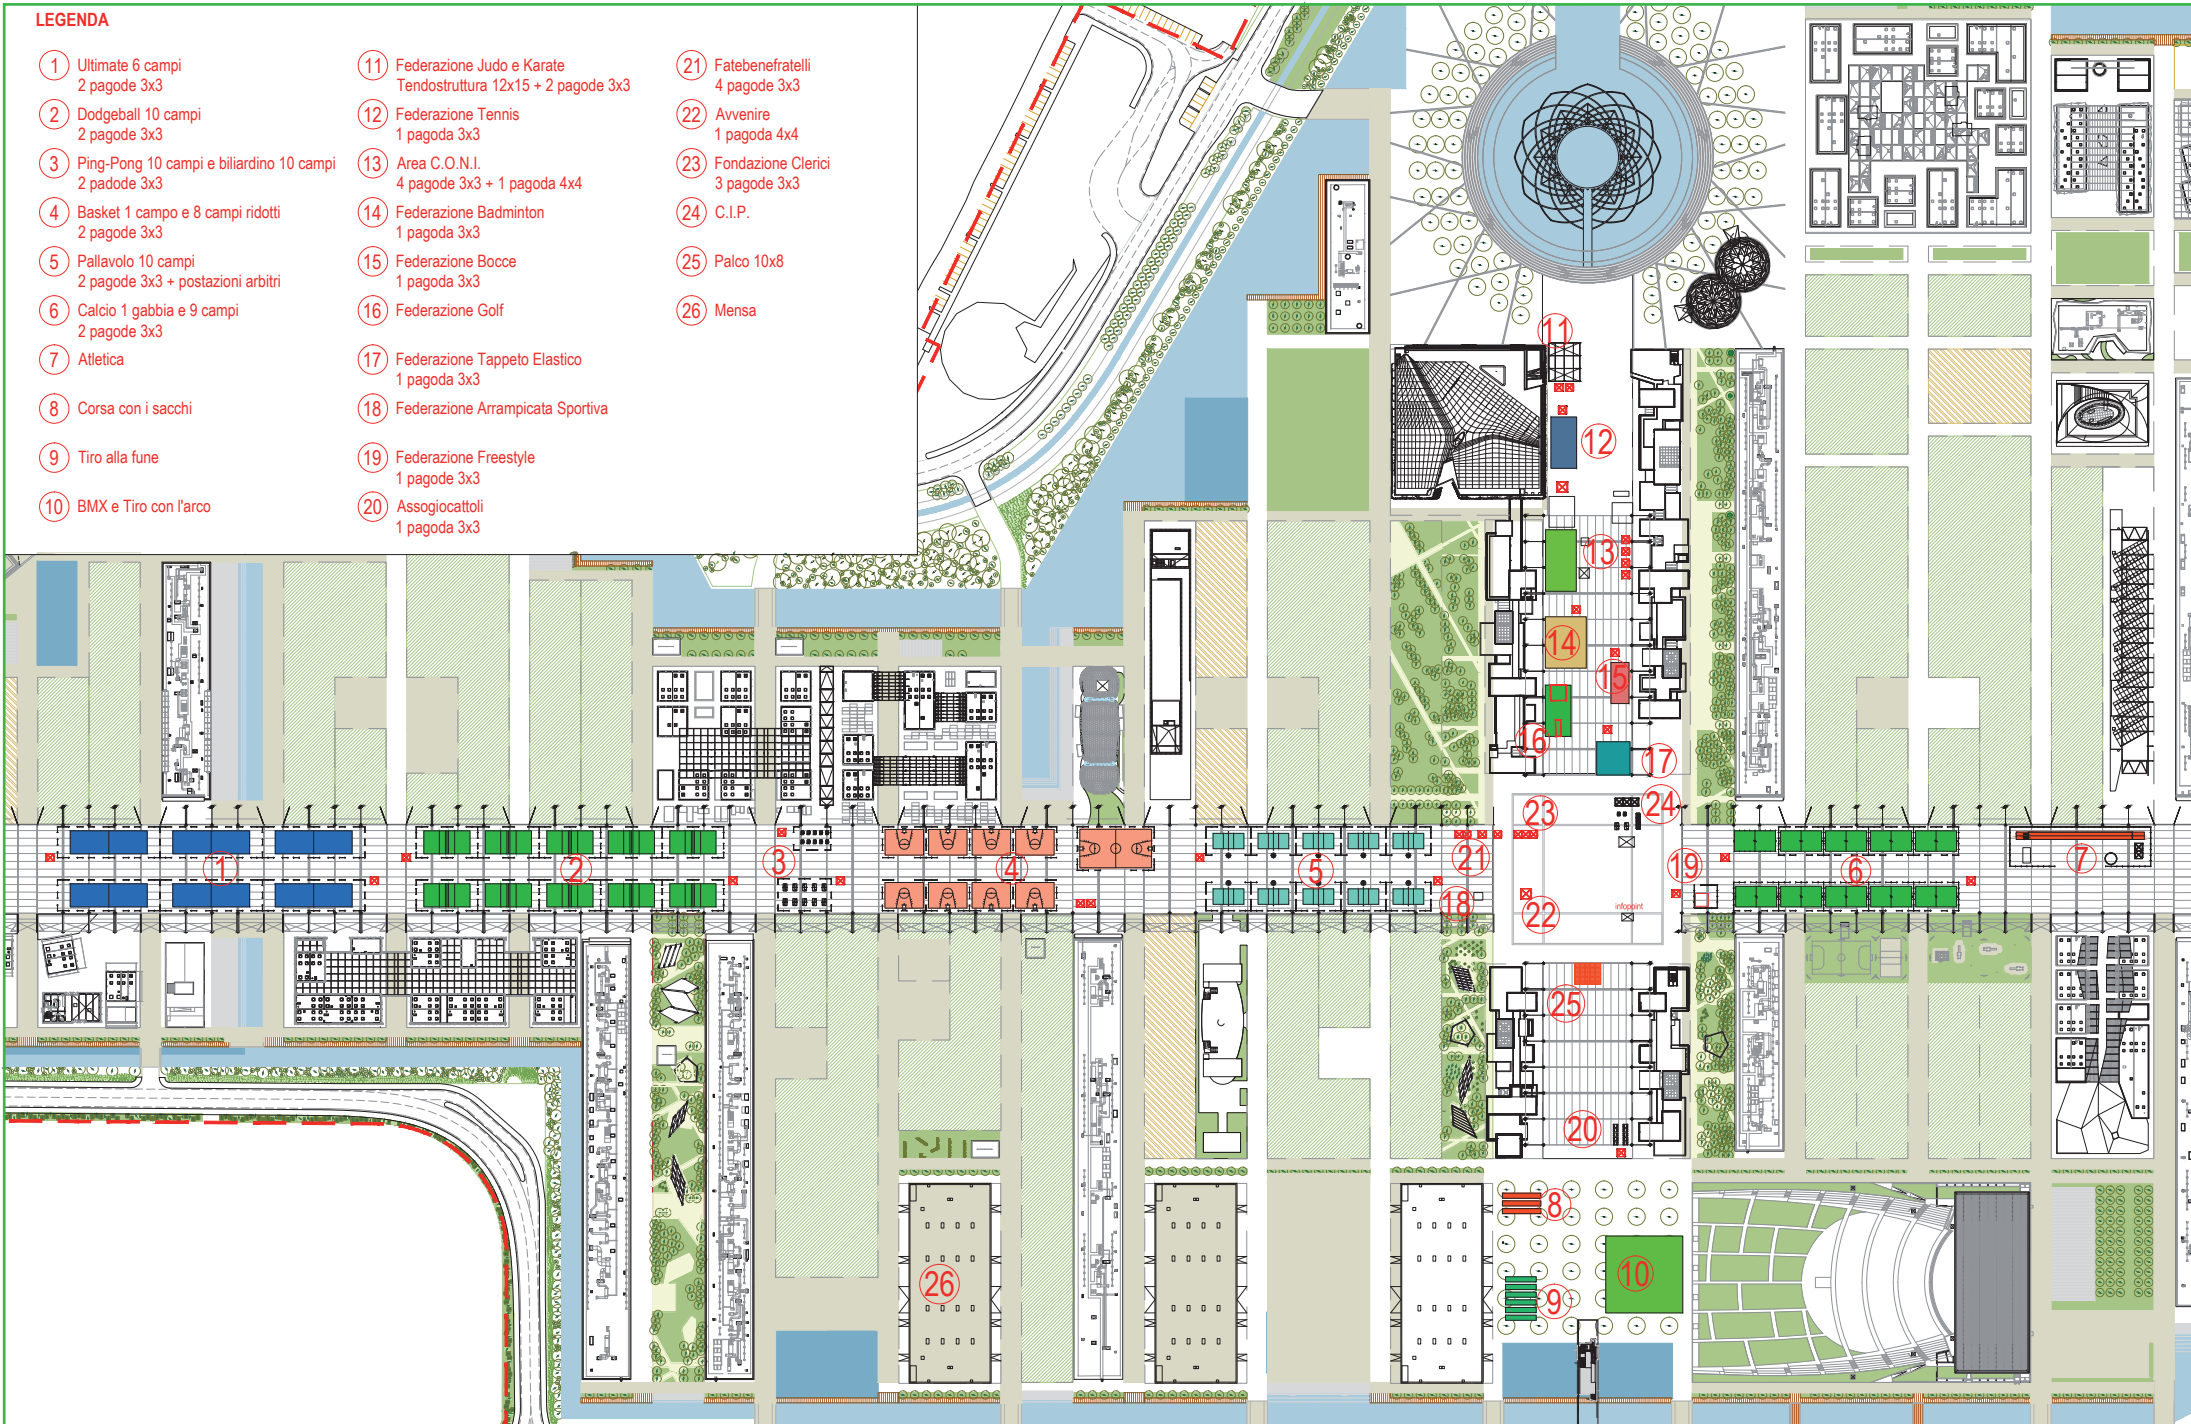 LEGENDA
1 Ultimate 6 campi
2 pagode 3x3
2 Dodgeball 10 campi
2 pagode 3x3
3 Ping-Pong 10 campi e biliardino 10 campi
2 padode 3x3
4 Basket 1 campo e 8 campi ridotti
2 pagode 3x3
5 Pallavolo 10 campi
2 pagode 3x3 + postazioni arbitri
6 Calcio 1 gabbia e 9 campi
2 pagode 3x3
7 Atletica
8 Corsa con i sacchi
9 Tiro alla fune
10 BMX e Tiro con l'arco
11 Federazione Judo e Karate
Tendostruttura 12x15 + 2 pagode 3x3
12 Federazione Tennis
1 pagoda 3x3
13 Area C.O.N.I.
4 pagode 3x3 + 1 pagoda 4x4
14 Federazione Badminton
1 pagoda 3x3
15 Federazione Bocce
1 pagoda 3x3
16 Federazione Golf
17 Federazione Tappeto Elastico
1 pagoda 3x3
18 Federazione Arrampicata Sportiva
19 Federazione Freestyle
1 pagode 3x3
20 Assogiocattoli
1 pagoda 3x3
21 Fatebenefratelli
4 pagode 3x3
22 Avvenire
1 pagoda 4x4
23 Fondazione Clerici
3 pagode 3x3
24 C.I.P.
25 Palco 10x8
26 Mensa
11
12
13
14
15
16
17
23
24
1
2
3
4
5
21
18
22
infoppint
19
6
7
25
20
8
26
9
10